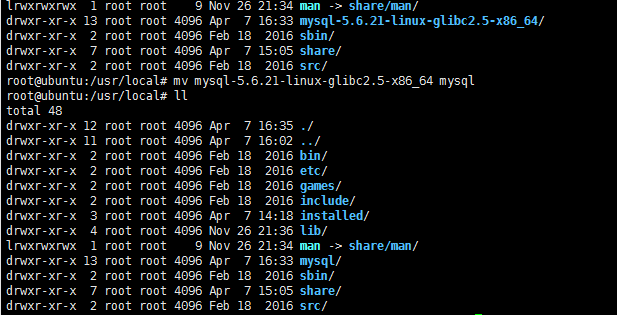 lrwxrwxrwx  1 root root    9 Nov 26 21:34 man -> share/man/
drwxr-xr-x 13 root root 4096 Apr  7 16:33 mysql-5.6.21-linux-glibc2.5-x86_64/
drwxr-xr-x  2 root root 4096 Feb 18  2016 sbin/
drwxr-xr-x  7 root root 4096 Apr  7 15:05 share/
drwxr-xr-x  2 root root 4096 Feb 18  2016 src/
root@ubuntu:/usr/local# mv mysql-5.6.21-linux-glibc2.5-x86_64 mysql
root@ubuntu:/usr/local# ll
total 48
drwxr-xr-x 12 root root 4096 Apr  7 16:35 ./
drwxr-xr-x 11 root root 4096 Apr  7 16:02 ../
drwxr-xr-x  2 root root 4096 Feb 18  2016 bin/
drwxr-xr-x  2 root root 4096 Feb 18  2016 etc/
drwxr-xr-x  2 root root 4096 Feb 18  2016 games/
drwxr-xr-x  2 root root 4096 Feb 18  2016 include/
drwxr-xr-x  3 root root 4096 Apr  7 14:18 installed/
drwxr-xr-x  4 root root 4096 Nov 26 21:36 lib/
lrwxrwxrwx  1 root root    9 Nov 26 21:34 man -> share/man/
drwxr-xr-x 13 root root 4096 Apr  7 16:33 mysql/
drwxr-xr-x  2 root root 4096 Feb 18  2016 sbin/
drwxr-xr-x  7 root root 4096 Apr  7 15:05 share/
drwxr-xr-x  2 root root 4096 Feb 18  2016 src/